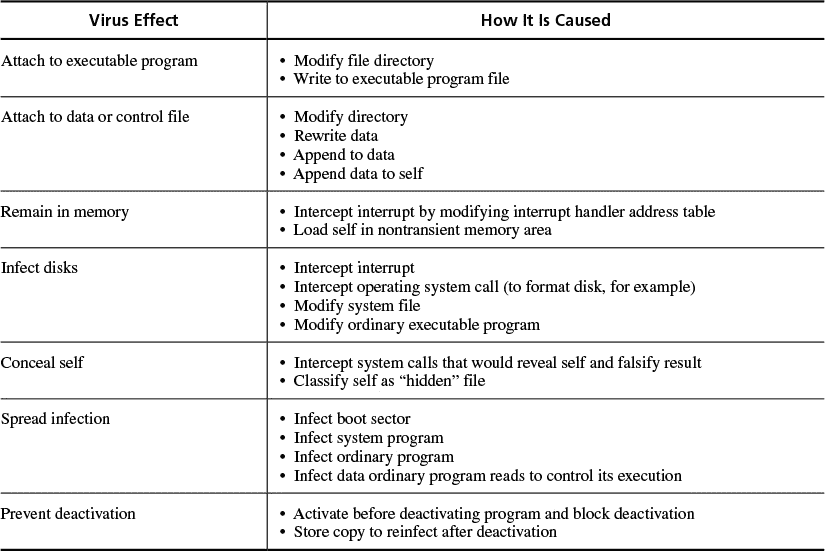 Virus Effect How It Is Caused
Attach to executable program • Modify file directory
• Write to executable program file
Attach to data or control file • Modify directory
• Rewrite data
• Append to data
• Append data to self
Remain in memory • Intercept interrupt by modifying interrupt handler address table
• Load self in nontransient memory area
Infect disks • Intercept interrupt
• Intercept operating system call (to format disk, for example)
• Modify system file
• Modify ordinary executable program
Conceal self • Intercept system calls that would reveal self and falsify result
• Classify self as “hidden” file
Spread infection • Infect boot sector
• Infect system program
• Infect ordinary program
• Infect data ordinary program reads to control its execution
Prevent deactivation • Activate before deactivating program and block deactivation
• Store copy to reinfect after deactivation